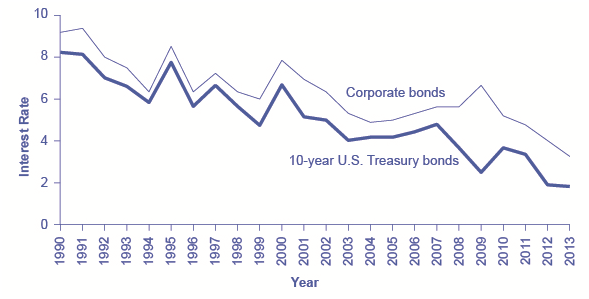 10
8
6
4
2
0
Interest Rate
Corporate bonds
10-year U.S. Treasury bonds
1990 1991 1992 1993 1994 1995 1996 1997 1998 1999 2000 2001 2002 2003 2004 2005 2006 2007 2008 2009 2010 2011 2012 2013
Year